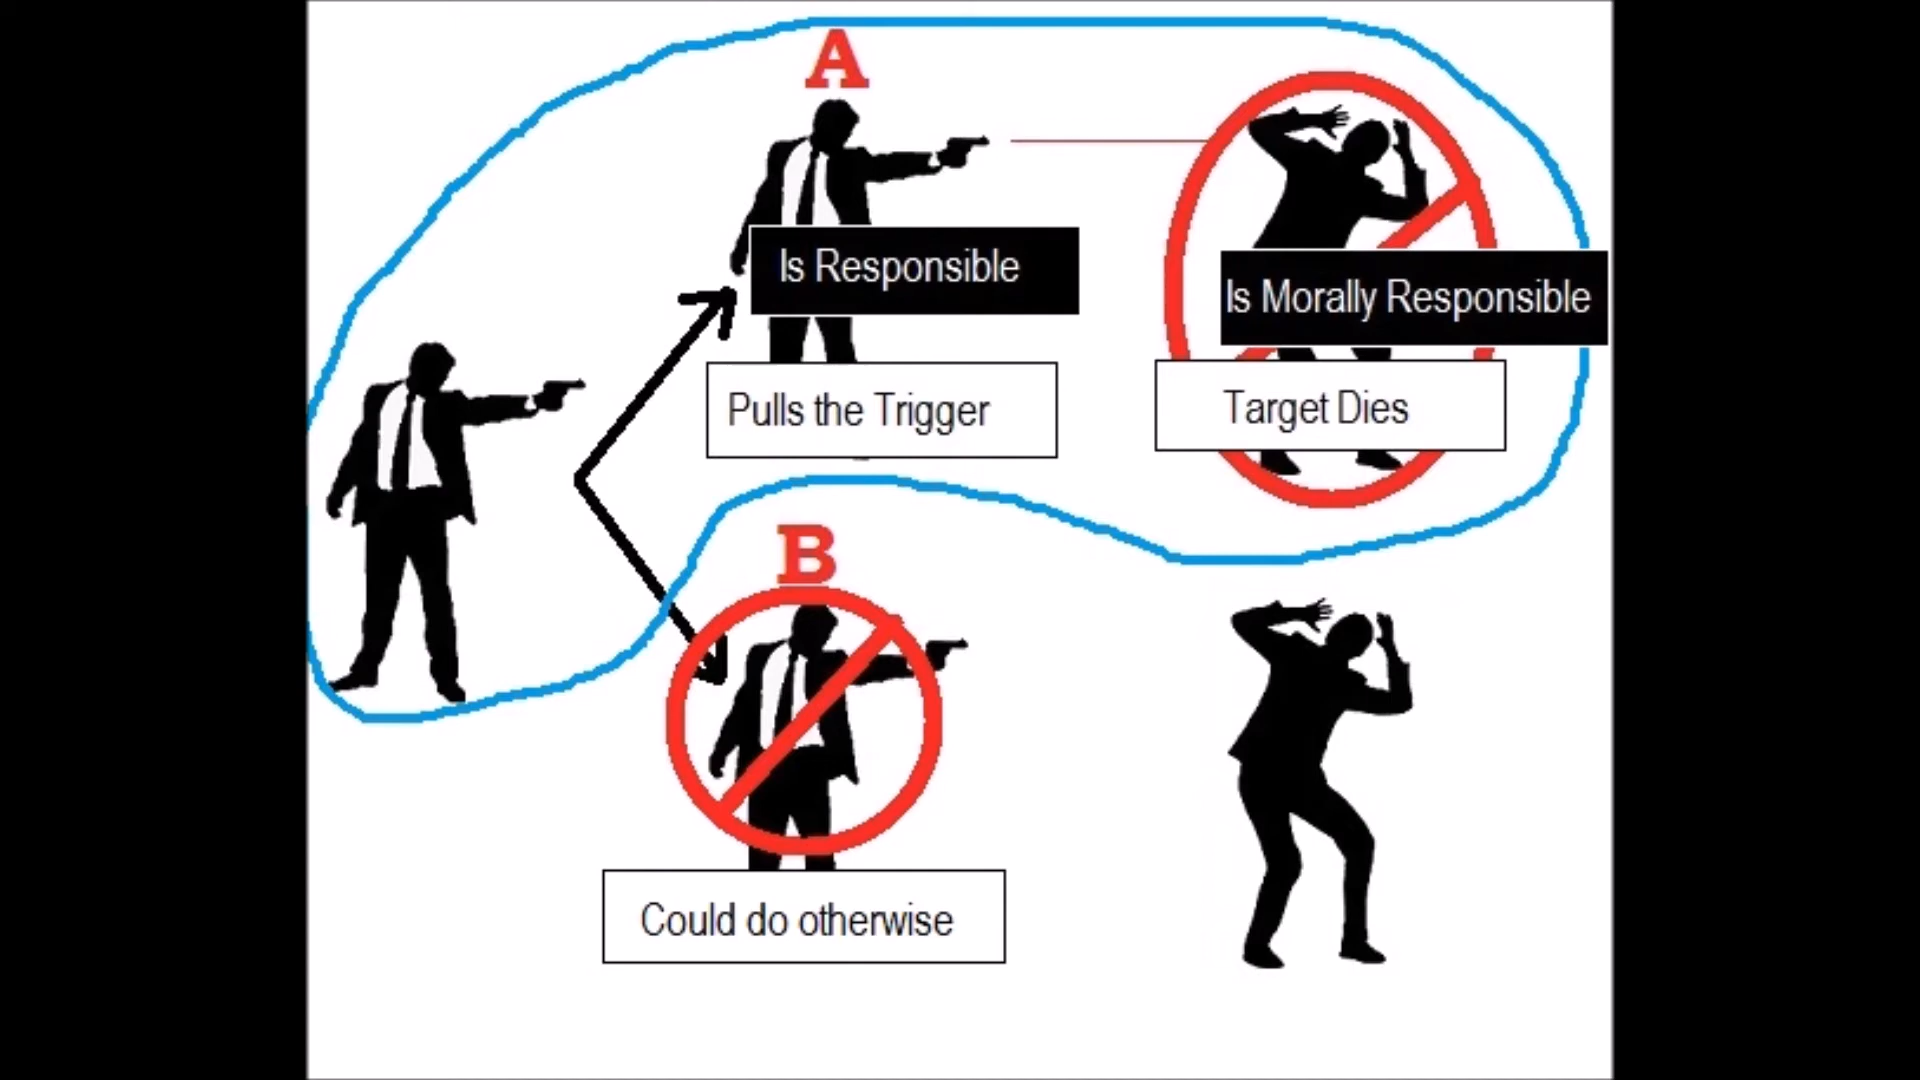 A
Is Responsible
Is Morally Responsible
Pulls the Trigger
Target Dies
B
Could do otherwise